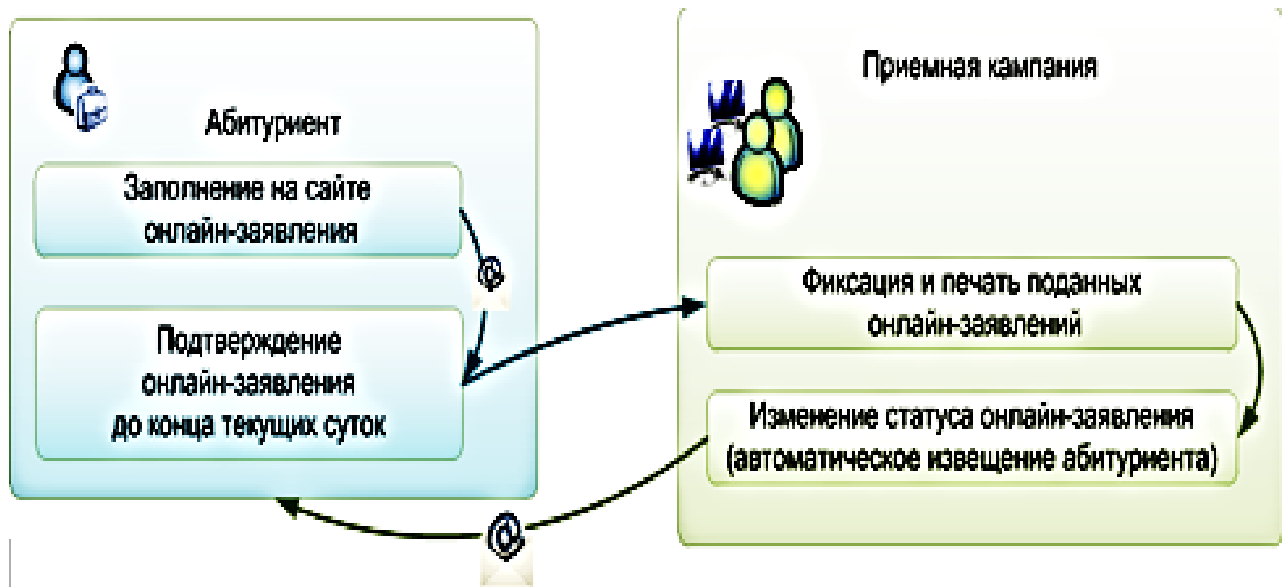 Абитуриент
Заполнение на сайте
онлайн-заявления
Подтверждение
онлайн-заявления
до конца текущих суток
Приемная кампания
Фиксация и печать поданных
онлайн-заявлений
Изменение статуса онлайн-заявления
(автоматическое извещение абитуриента)
@
@